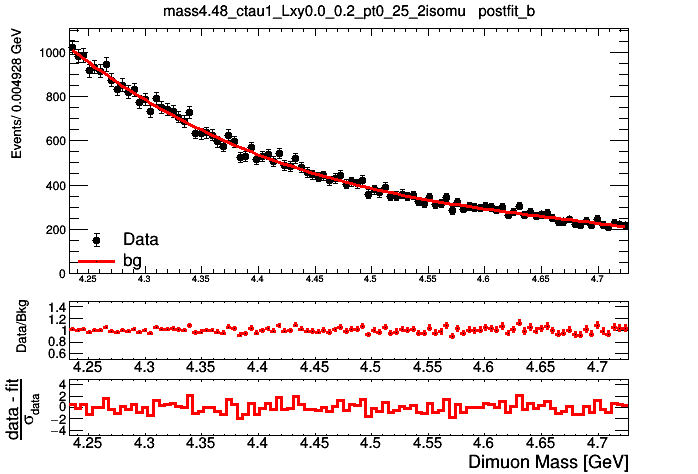 mass4.48_ctau1_Lxy0.0_0.2_pt0_25_2isomu postfit_b
Events/ 0.004928 GeV
1000
800
600
400
200
0
Data
bg
4.25 4.3 4.35 4.4 4.45 4.5 4.55 4.6 4.65 4.7
Data/Bkg
1.4
1.2
1
0.8
0.6
4.25 4.3 4.35 4.4 4.45 4.5 4.55 4.6 4.65 4.7
data - fit
σdata
4
2
0
−2
−4
4.25 4.3 4.35 4.4 4.45 4.5 4.55 4.6 4.65 4.7
Dimuon Mass [GeV]